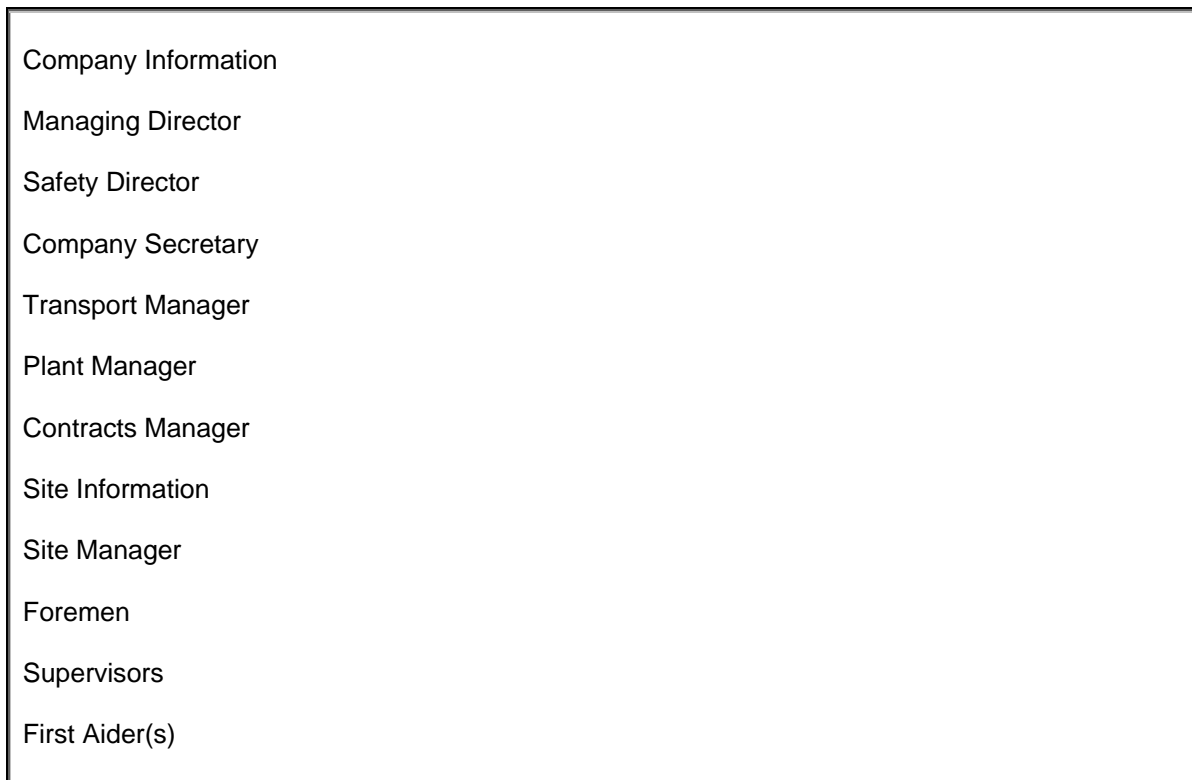 Company Information
Managing Director
Safety Director
Company Secretary
Transport Manager
Plant Manager
Contracts Manager
Site Information
Site Manager
Foremen
Supervisors
First Aider(s)